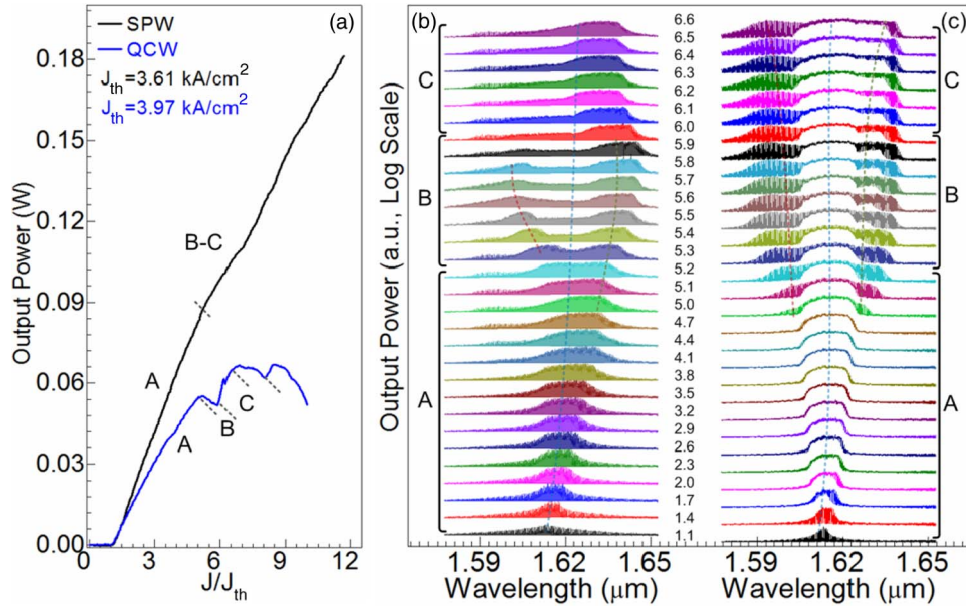 (a)
SPW
QCW
J_th=3.61 kA/cm²
J_th=3.97 kA/cm²
0.18
0.15
0.12
0.09
0.06
0.03
0.00
Output Power (W)
A
B-C
A
B
C
3
6
9
12
J/J_th
(b)
Output Power (a.u., Log Scale)
C
B
A
6.6
6.5
6.4
6.3
6.2
6.1
6.0
5.9
5.8
5.7
5.6
5.5
5.4
5.3
5.2
5.1
5.0
4.7
4.4
4.1
3.8
3.5
3.2
2.9
2.6
2.3
2.0
1.7
1.4
1.1
1.59
1.62
1.65
Wavelength (μm)
(c)
C
B
A
1.59
1.62
1.65
Wavelength (μm)